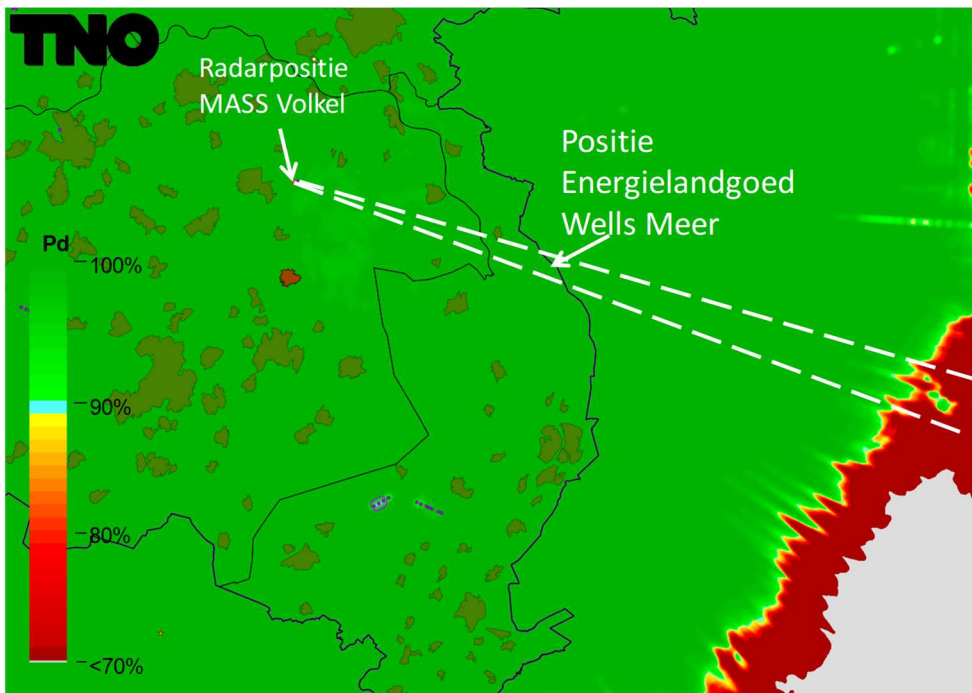 TNO
Radarpositie
MASS Volkel
Positie
Energielandgoed
Wells Meer
Pd
100%
90%
80%
<70%